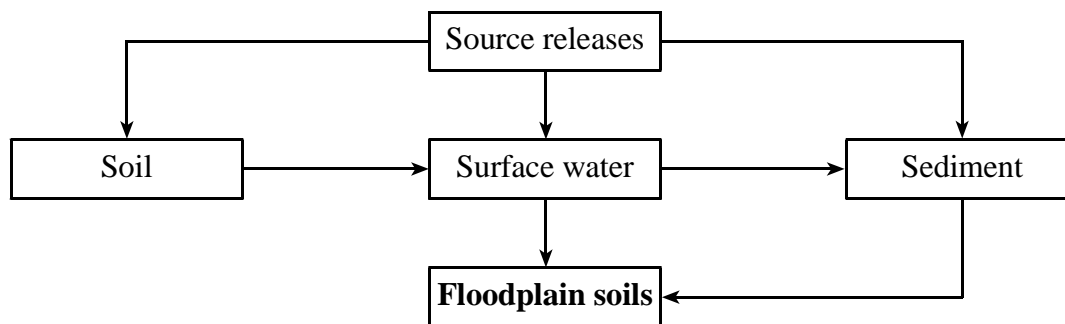 Source releases
Soil
Surface water
Sediment
Floodplain soils